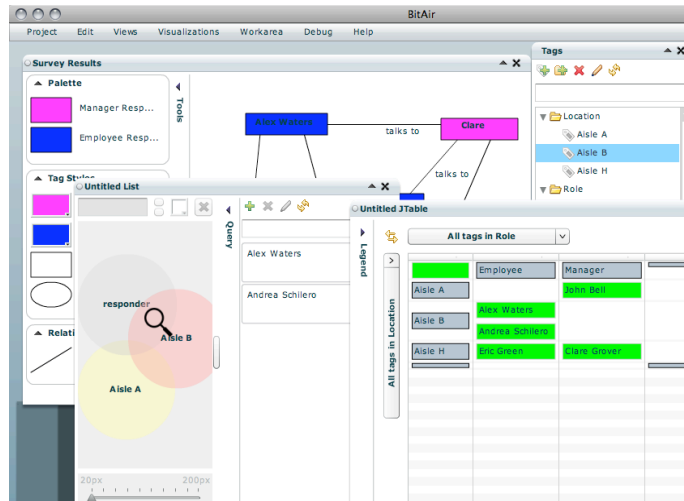 BitAir
Project Edit Views Visualizations Workarea Debug Help
Survey Results
Palette
Manager Resp...
Employee Resp...
Tools
Tag St
Relati
Alex Waters
talks to
Clare
talks to
Tags
Location
Aisle A
Aisle B
Aisle H
Role
Untitled List
responder
Aisle B
Aisle A
20px 200px
Query
Alex Waters
Andrea Schilero
Untitled JTable
Legend
All tags in Role
All tags in Location
Employee Manager
Aisle A John Bell
Aisle B Alex Waters
Andrea Schilero
Aisle H Eric Green Clare Grover